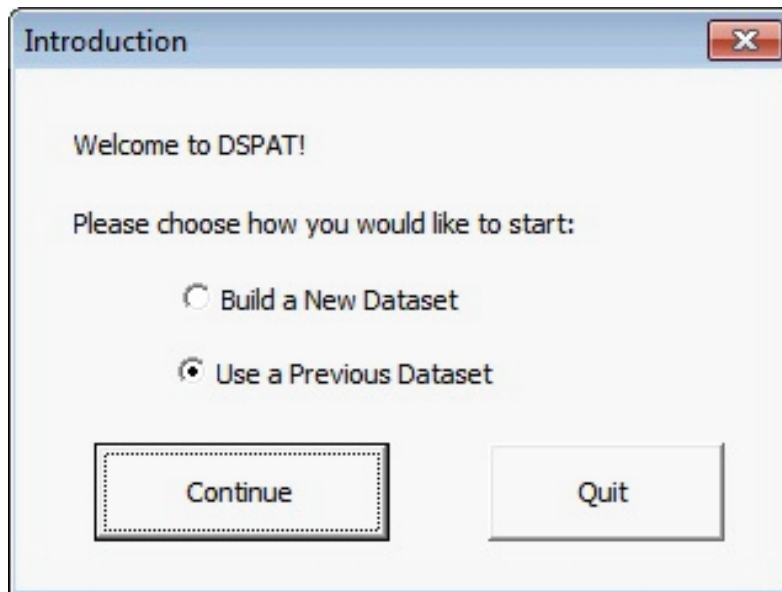 Introduction
Welcome to DSPAT!
Please choose how you would like to start:
Build a New Dataset
Use a Previous Dataset
Continue Quit